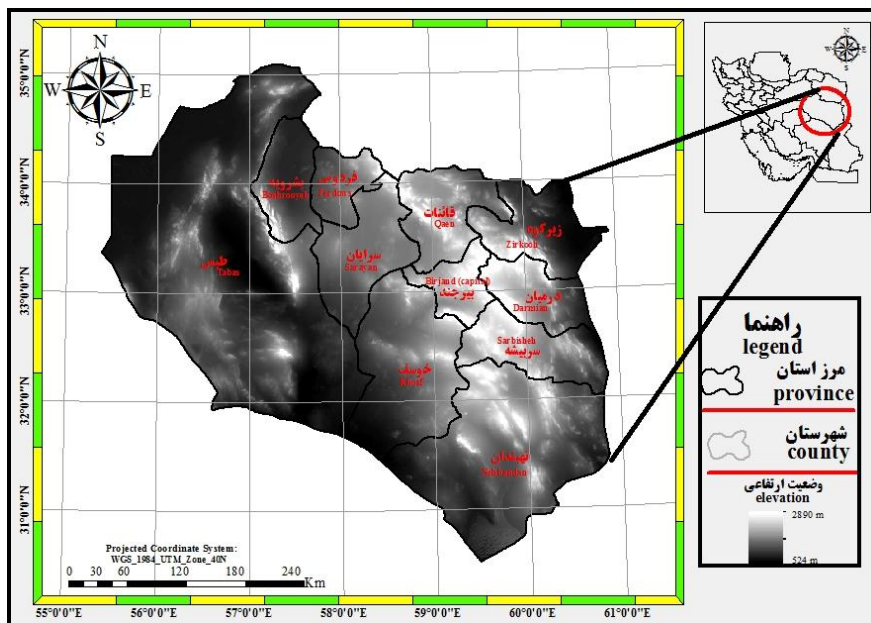 N
W E
S
35°0'0"N
34°0'0"N
33°0'0"N
32°0'0"N
31°0'0"N
بشرویه
Boshrooyeh
فردوس
Ferdows
قائنات
Qaen
زیرکوه
Zirkooh
طبس
Tabas
سرایان
Sarayan
Birjand (capital)
بیرجند
درمیان
Darmian
Sarbisheh
سربیشه
خوسف
Khusf
نهبندان
Nehbandan
Projected Coordinate System:
WGS_1984_UTM_Zone_40N
0 30 60 120 180 240
Km
55°0'0"E 56°0'0"E 57°0'0"E 58°0'0"E 59°0'0"E 60°0'0"E 61°0'0"E
راهنما
legend
مرز استان
province
شهرستان
county
وضعیت ارتفاعی
elevation
2890 m
524 m